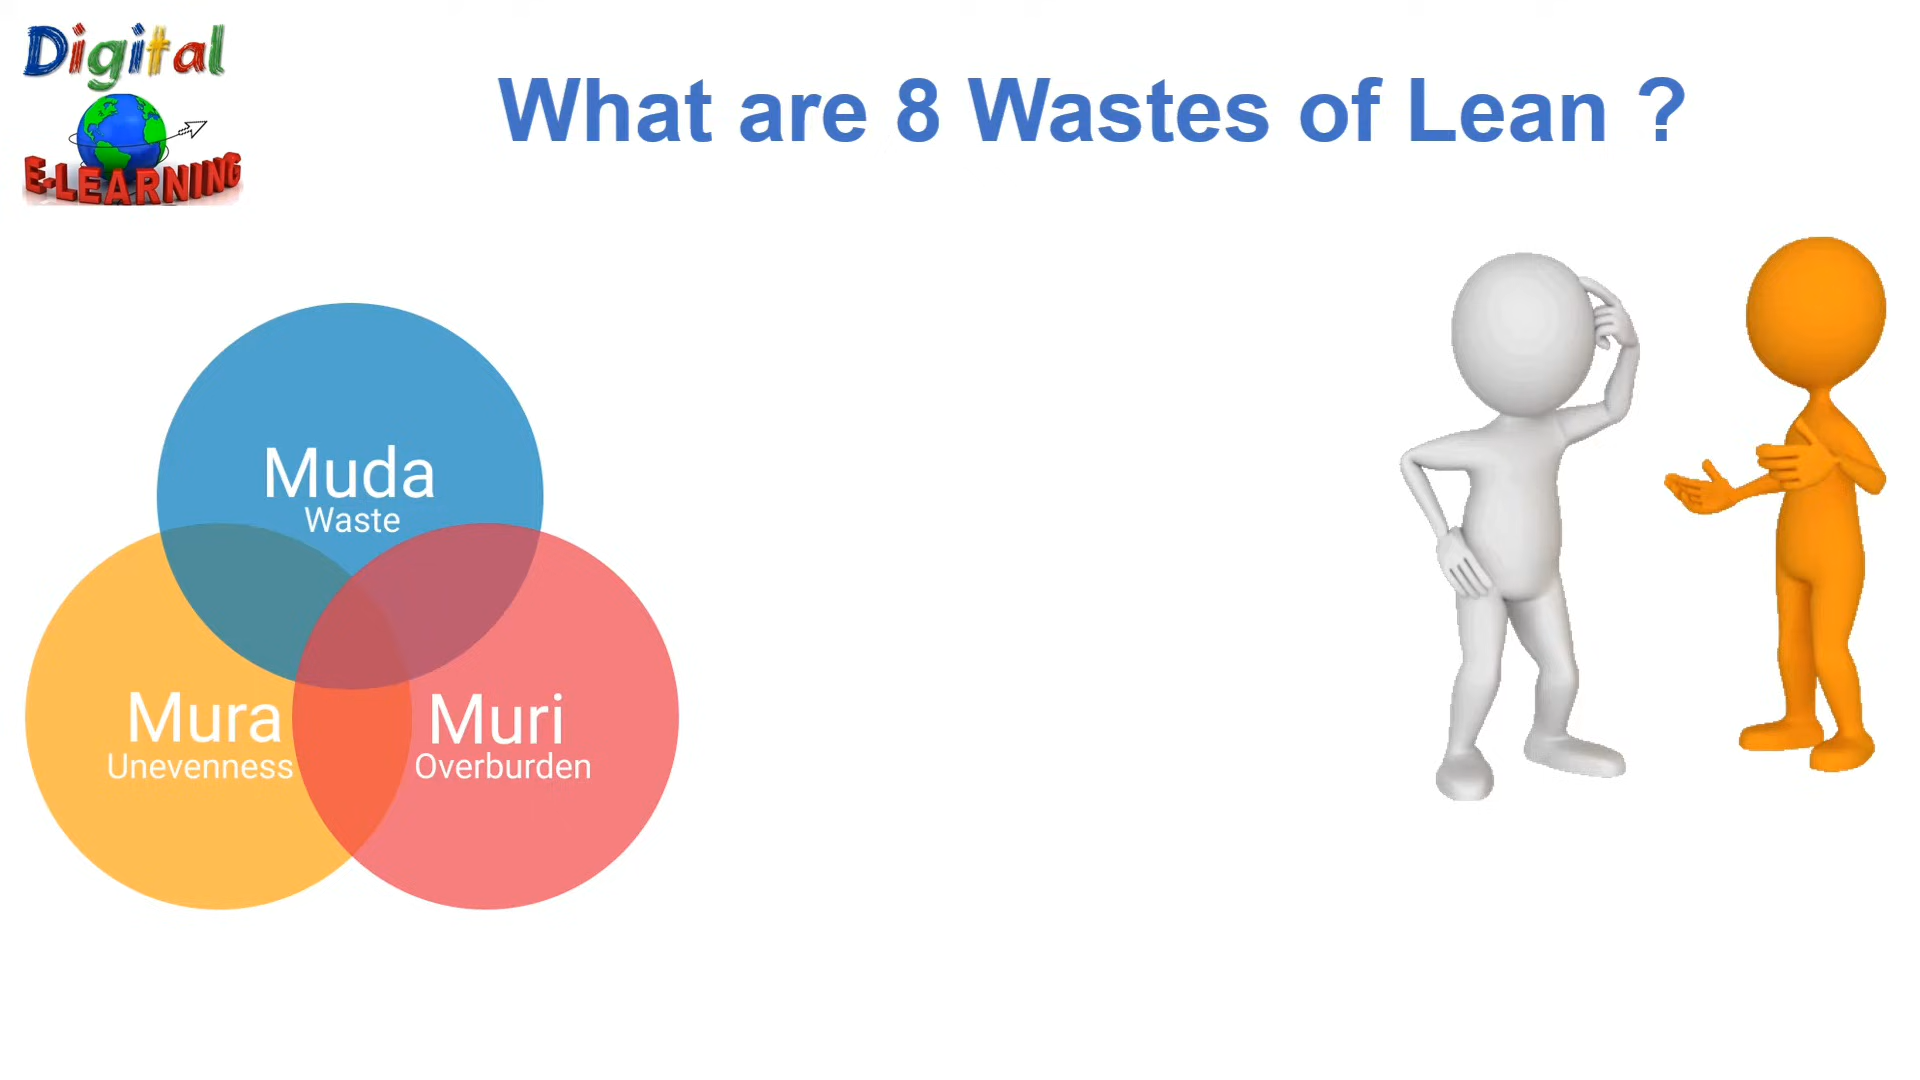 Digital
E-LEARNING
What are 8 Wastes of Lean ?
Muda
Waste
Mura
Unevenness
Muri
Overburden